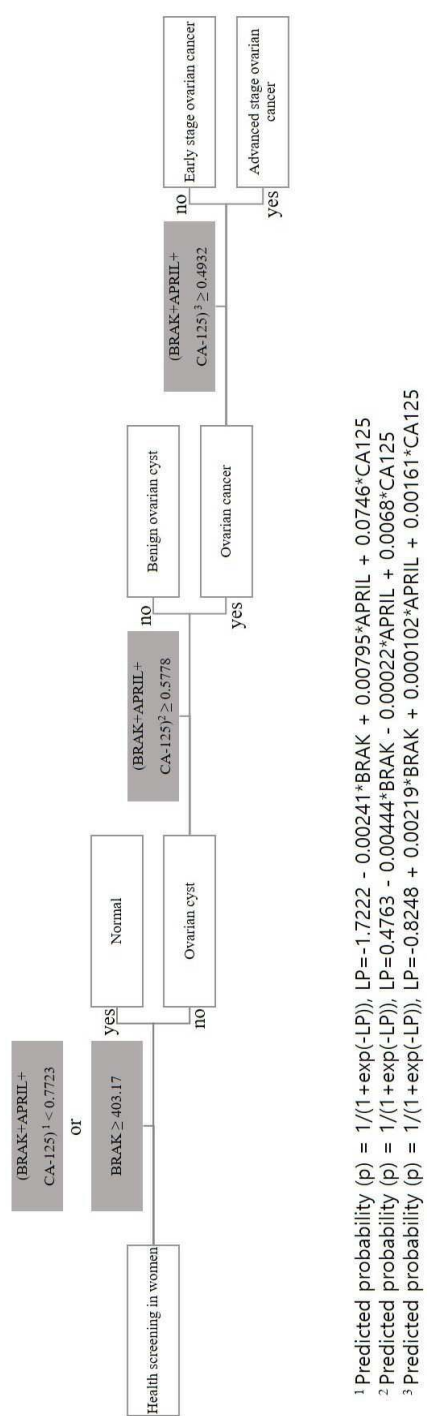 Health screening in women
(BRAK+APRIL+
CA-125)¹ < 0.7723
or
BRAK ≥ 403.17
yes
no
Normal
Ovarian cyst
(BRAK+APRIL+
CA-125)² ≥ 0.5778
no
yes
Benign ovarian cyst
Ovarian cancer
(BRAK+APRIL+
CA-125)³ ≥ 0.4932
no
yes
Early stage ovarian cancer
Advanced stage ovarian
cancer
¹ Predicted probability (p) = 1/(1+exp(-LP)), LP=-1.7222 - 0.00241*BRAK + 0.00795*APRIL + 0.0746*CA125
² Predicted probability (p) = 1/(1+exp(-LP)), LP=0.4763 - 0.00444*BRAK - 0.00022*APRIL + 0.0068*CA125
³ Predicted probability (p) = 1/(1+exp(-LP)), LP=-0.8248 + 0.00219*BRAK + 0.000102*APRIL + 0.00161*CA125